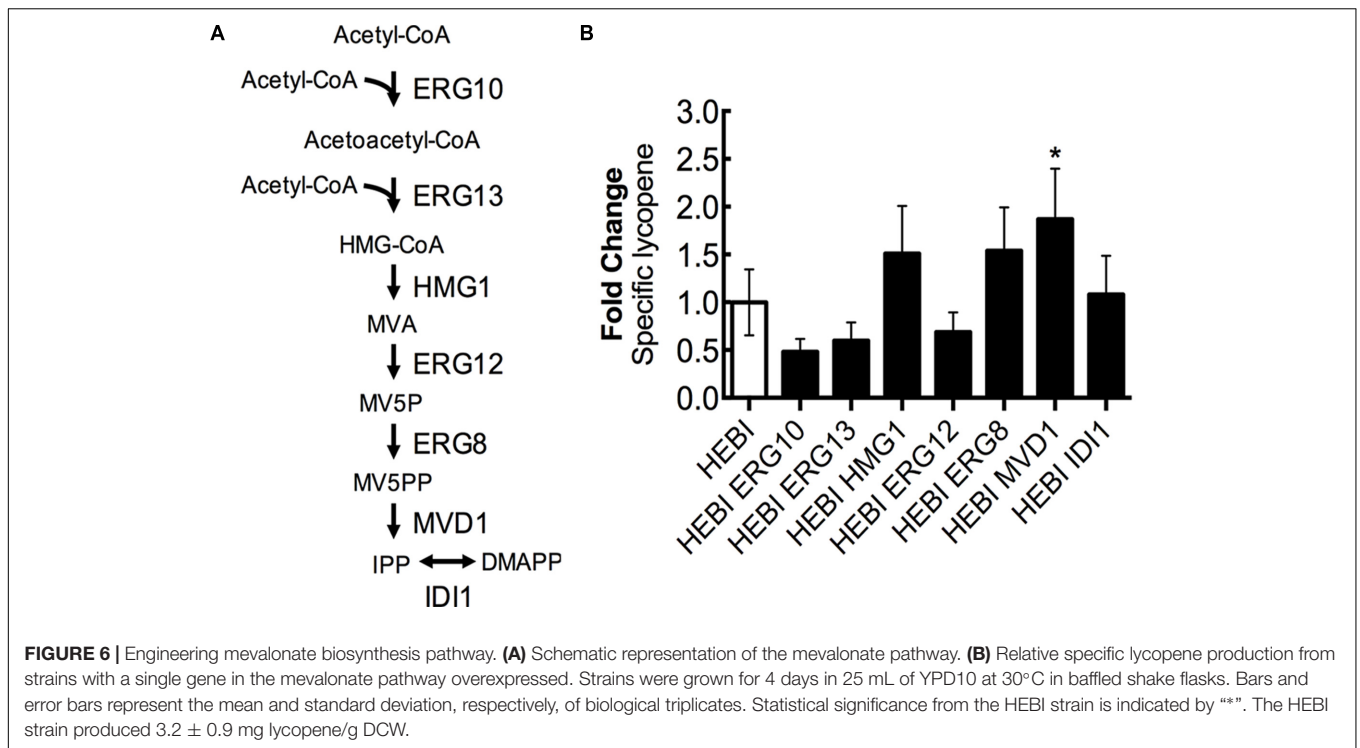 A
Acetyl-CoA
Acetyl-CoA
ERG10
Acetoacetyl-CoA
Acetyl-CoA
ERG13
HMG-CoA
HMG1
MVA
ERG12
MV5P
ERG8
MV5PP
MVD1
IPP
DMAPP
IDI1
B
Fold Change
Specific lycopene
3.0
2.5
2.0
1.5
1.0
0.5
0.0
*
HEBI
HEBI ERG10
HEBI ERG13
HEBI HMG1
HEBI ERG12
HEBI ERG8
HEBI MVD1
HEBI IDI1
FIGURE 6 | Engineering mevalonate biosynthesis pathway. (A) Schematic representation of the mevalonate pathway. (B) Relative specific lycopene production from
strains with a single gene in the mevalonate pathway overexpressed. Strains were grown for 4 days in 25 mL of YPD10 at 30°C in baffled shake flasks. Bars and
error bars represent the mean and standard deviation, respectively, of biological triplicates. Statistical significance from the HEBI strain is indicated by “*”. The HEBI
strain produced 3.2 ± 0.9 mg lycopene/g DCW.